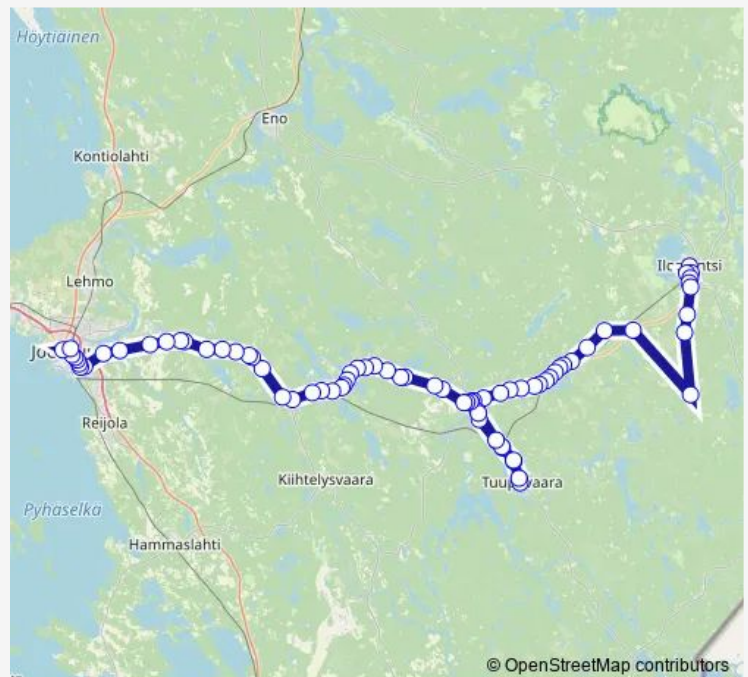 Höytiäinen
Eno
Kontiolahti
Lehmo
Reijola
Kiihtelysvaara
Pyhäselkä
Hammaslahti
© OpenStreetMap contributors